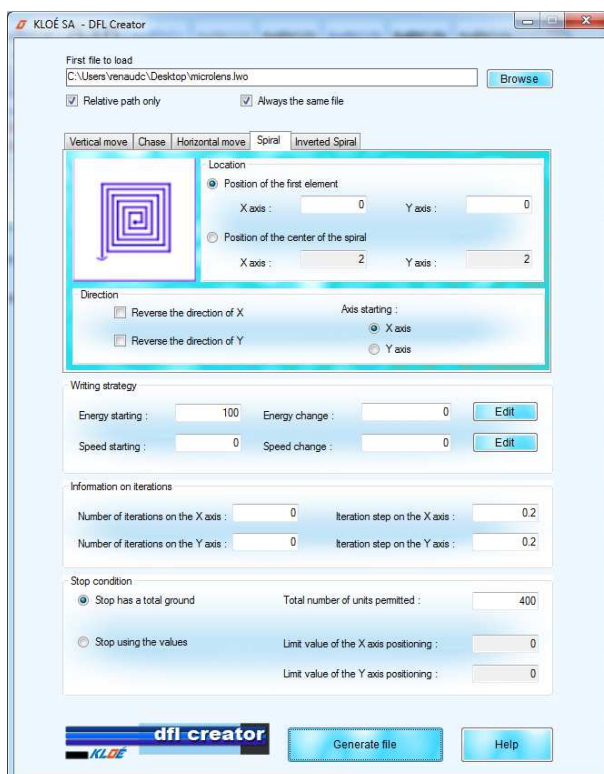 KLOÉ SA - DFL Creator
First file to load
C:\Users\renaudc\Desktop\microlens.lwo
Browse
Relative path only Always the same file
Vertical move Chase Horizontal move Spiral Inverted Spiral
Location
Position of the first element
X axis : 0 Y axis : 0
Position of the center of the spiral
X axis : 2 Y axis : 2
Direction
Reverse the direction of X Axis starting :
X axis
Reverse the direction of Y
Y axis
Writing strategy
Energy starting : 100 Energy change : 0 Edit
Speed starting : 0 Speed change : 0 Edit
Information on iterations
Number of iterations on the X axis : 0 Iteration step on the X axis : 0.2
Number of iterations on the Y axis : 0 Iteration step on the Y axis : 0.2
Stop condition
Stop has a total ground Total number of units permitted : 400
Stop using the values Limit value of the X axis positioning : 0
Limit value of the Y axis positioning : 0
dfl creator
KLOÉ
Generate file Help